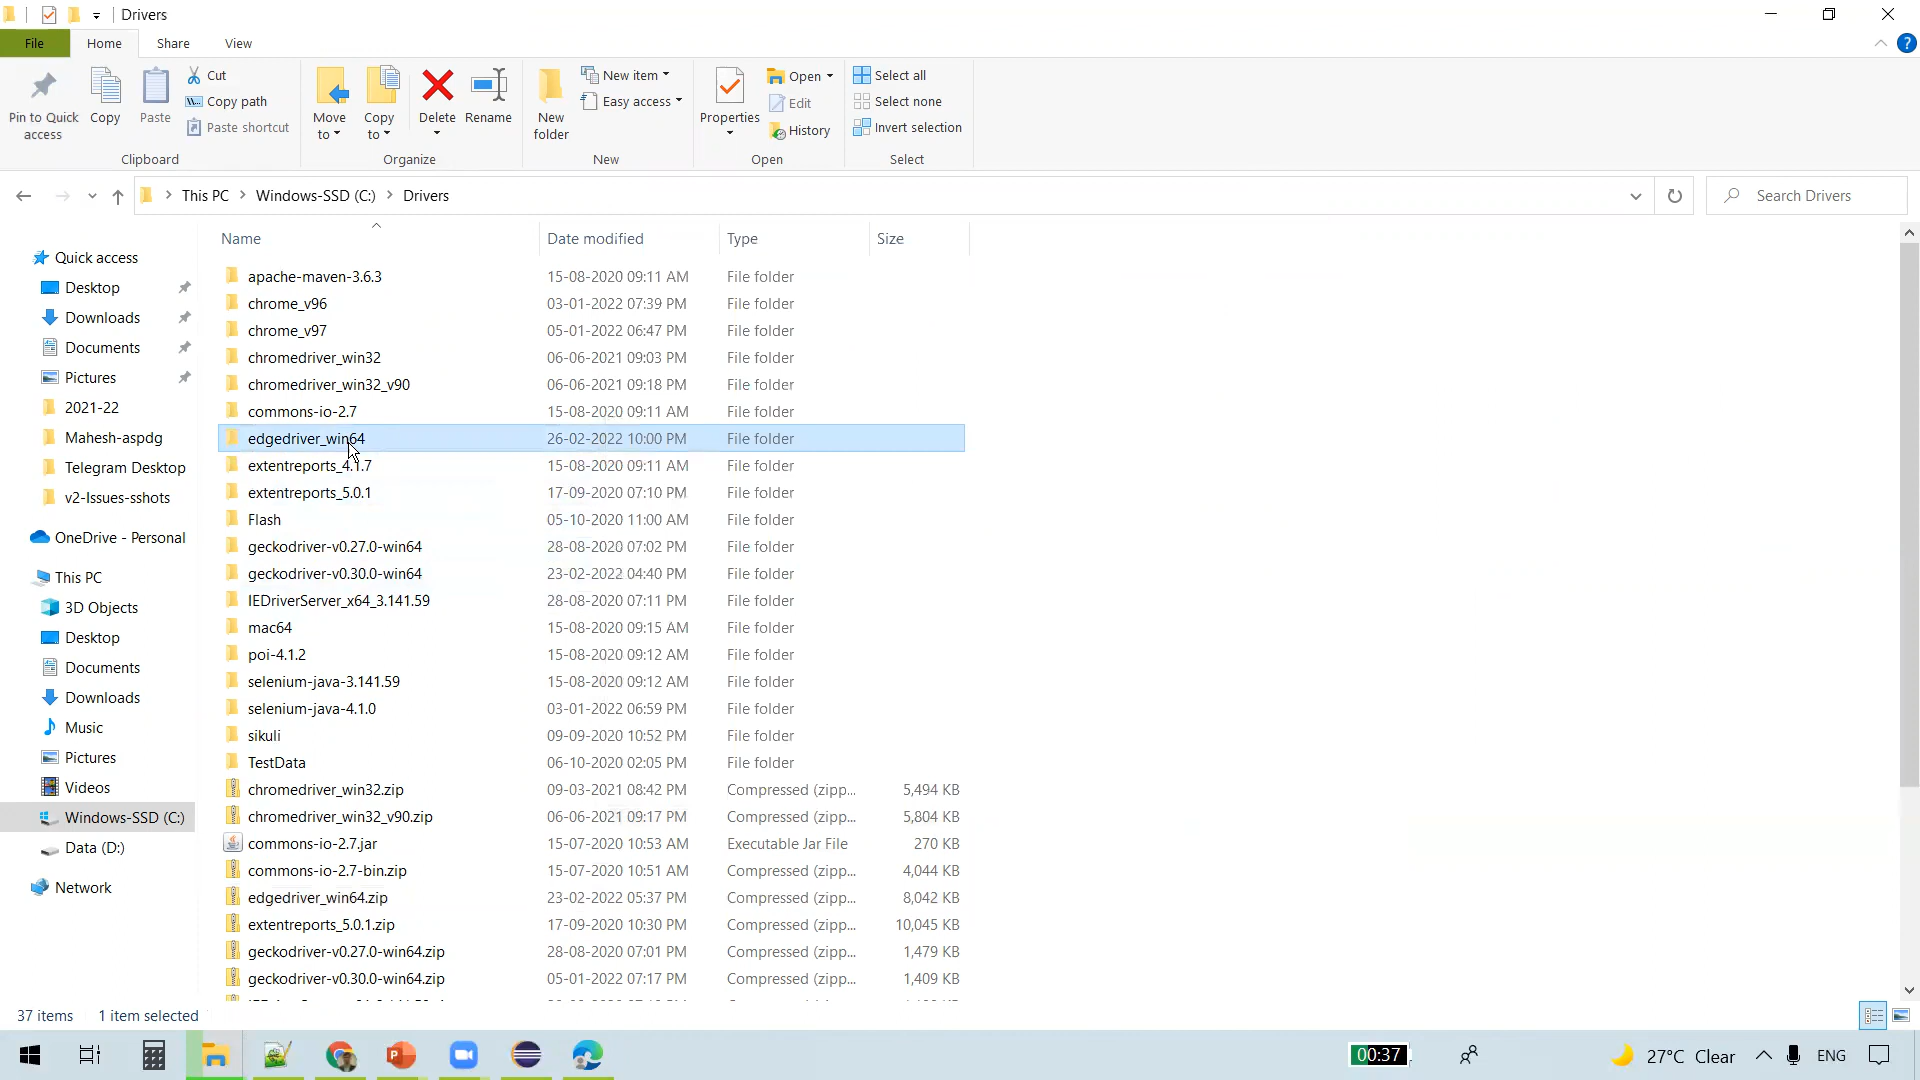 Drivers
File Home Share View
Pin to Quick access
Copy
Paste
Cut
Copy path
Paste shortcut
Clipboard
Move to
Copy to
Delete
Rename
Organize
New folder
New item
Easy access
New
Properties
Open
Edit
History
Open
Select all
Select none
Invert selection
Select
This PC Windows-SSD (C:) Drivers
Search Drivers
Quick access
Desktop
Downloads
Documents
Pictures
2021-22
Mahesh-aspdg
Telegram Desktop
v2-Issues-sshots
OneDrive - Personal
This PC
3D Objects
Desktop
Documents
Downloads
Music
Pictures
Videos
Windows-SSD (C:)
Data (D:)
Network
Name Date modified Type Size
apache-maven-3.6.3 15-08-2020 09:11 AM File folder
chrome_v96 03-01-2022 07:39 PM File folder
chrome_v97 05-01-2022 06:47 PM File folder
chromedriver_win32 06-06-2021 09:03 PM File folder
chromedriver_win32_v90 06-06-2021 09:18 PM File folder
commons-io-2.7 15-08-2020 09:11 AM File folder
edgedriver_win64 26-02-2022 10:00 PM File folder
extentreports_4.1.7 15-08-2020 09:11 AM File folder
extentreports_5.0.1 17-09-2020 07:10 PM File folder
Flash 05-10-2020 11:00 AM File folder
geckodriver-v0.27.0-win64 28-08-2020 07:02 PM File folder
geckodriver-v0.30.0-win64 23-02-2022 04:40 PM File folder
IEDriverServer_x64_3.141.59 28-08-2020 07:11 PM File folder
mac64 15-08-2020 09:15 AM File folder
poi-4.1.2 15-08-2020 09:12 AM File folder
selenium-java-3.141.59 15-08-2020 09:12 AM File folder
selenium-java-4.1.0 03-01-2022 06:59 PM File folder
sikuli 09-09-2020 10:52 PM File folder
TestData 06-10-2020 02:05 PM File folder
chromedriver_win32.zip 09-03-2021 08:42 PM Compressed (zipp... 5,494 KB
chromedriver_win32_v90.zip 06-06-2021 09:17 PM Compressed (zipp... 5,804 KB
commons-io-2.7.jar 15-07-2020 10:53 AM Executable Jar File 270 KB
commons-io-2.7-bin.zip 15-07-2020 10:51 AM Compressed (zipp... 4,044 KB
edgedriver_win64.zip 23-02-2022 05:37 PM Compressed (zipp... 8,042 KB
extentreports_5.0.1.zip 17-09-2020 10:30 PM Compressed (zipp... 10,045 KB
geckodriver-v0.27.0-win64.zip 28-08-2020 07:01 PM Compressed (zipp... 1,479 KB
geckodriver-v0.30.0-win64.zip 05-01-2022 07:17 PM Compressed (zipp... 1,409 KB
37 items 1 item selected
00:37
27°C Clear
ENG